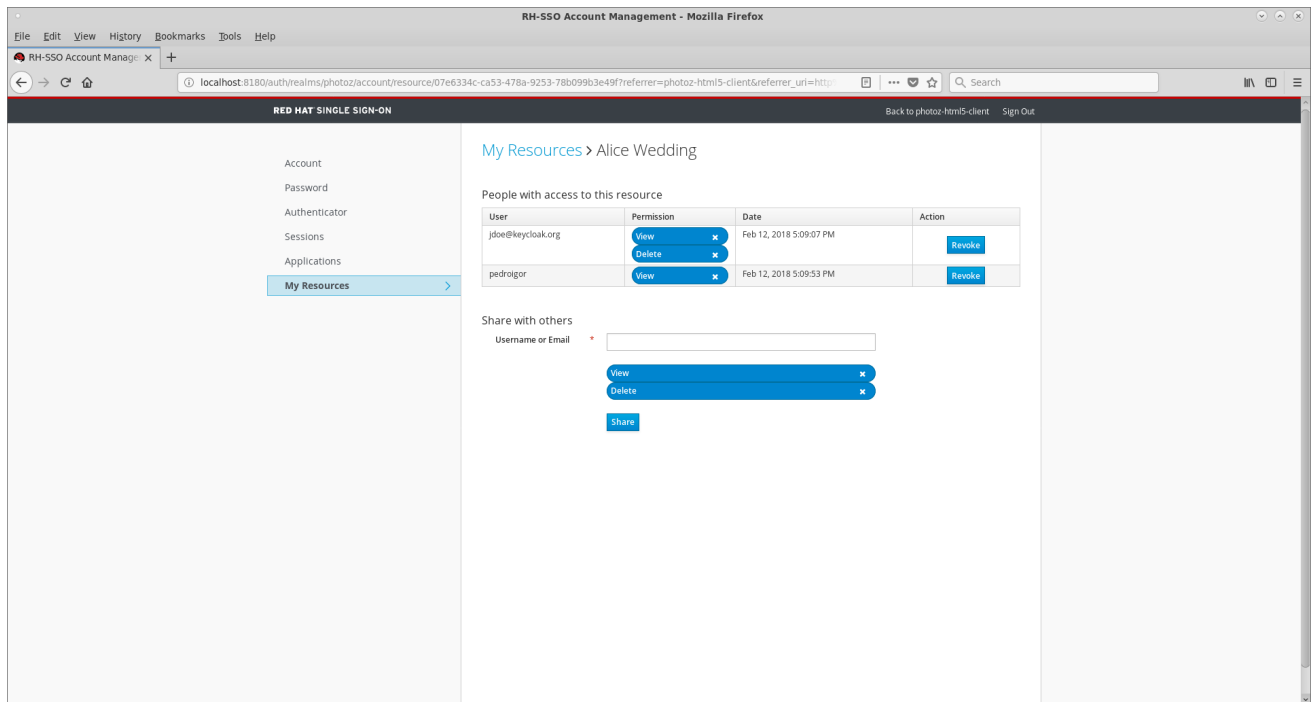 RH-SSO Account Management - Mozilla Firefox
File Edit View History Bookmarks Tools Help
RH-SSO Account Manage
localhost:8180/auth/realms/photoz/account/resource/07e6334c-ca53-478a-9253-78b099b3e49f?referrer=photoz-html5-client&referrer_uri=http Search
RED HAT SINGLE SIGN-ON Back to photoz-html5-client Sign Out
Account
Password
Authenticator
Sessions
Applications
My Resources
My Resources > Alice Wedding
People with access to this resource
User Permission Date Action
jdoe@keycloak.org View Feb 12, 2018 5:09:07 PM Revoke
Delete
pedroigor View Feb 12, 2018 5:09:53 PM Revoke
Share with others
Username or Email *
View
Delete
Share